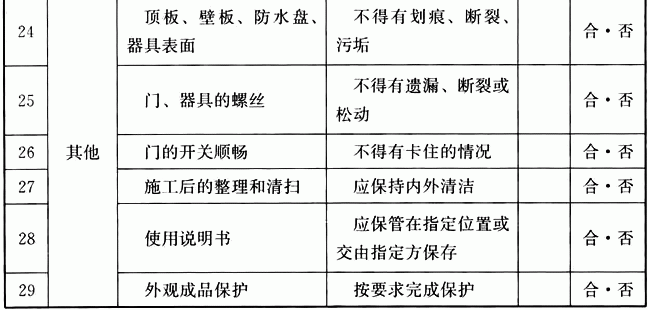 24 顶板、壁板、防水盘、 不得有划痕、断裂、 合·否
器具表面 污垢
25 门、器具的螺丝 不得有遗漏、断裂或 合·否
松动
26 其他 门的开关顺畅 不得有卡住的情况 合·否
27 施工后的整理和清扫 应保持内外清洁 合·否
28 使用说明书 应保管在指定位置或 合·否
交由指定方保存
29 外观成品保护 按要求完成保护 合·否